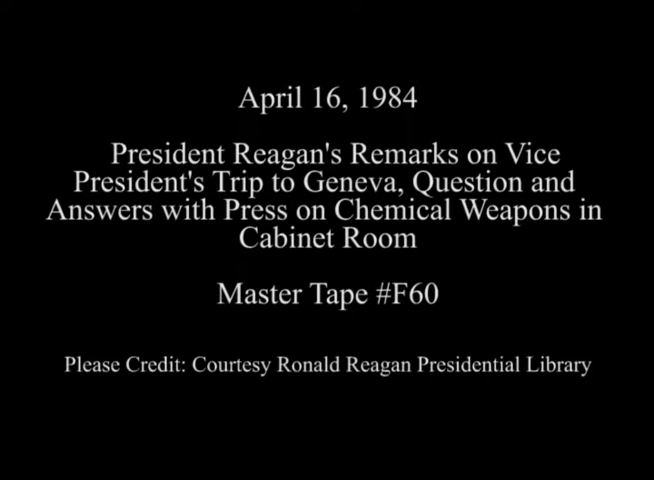 April 16, 1984
President Reagan's Remarks on Vice
President's Trip to Geneva, Question and
Answers with Press on Chemical Weapons in
Cabinet Room
Master Tape #F60
Please Credit: Courtesy Ronald Reagan Presidential Library